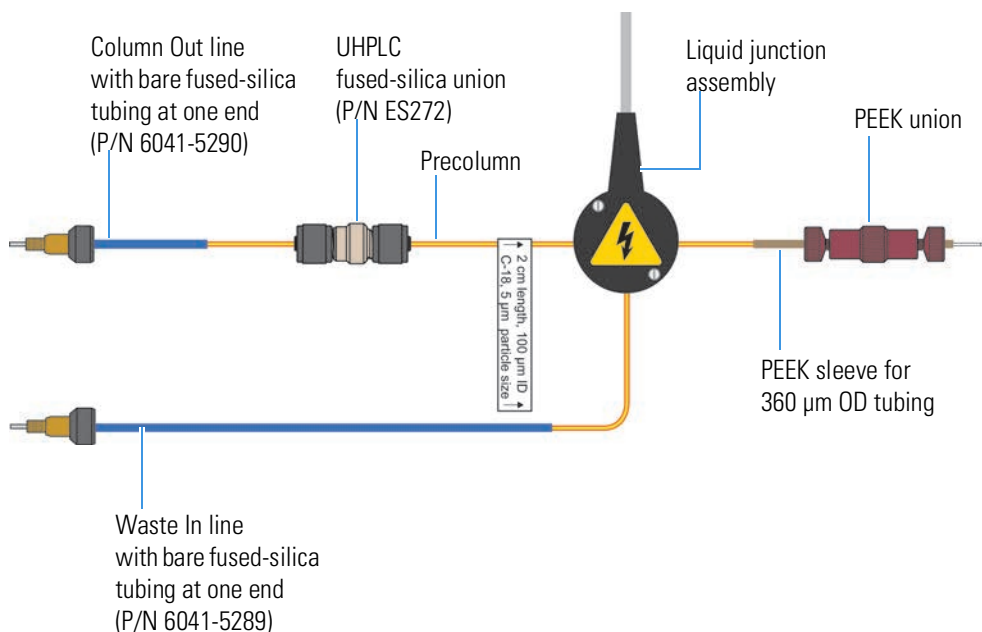 Column Out line
with bare fused-silica
tubing at one end
(P/N 6041-5290)
UHPLC
fused-silica union
(P/N ES272)
Precolumn
Liquid junction
assembly
PEEK union
2 cm length, 100 µm ID
C-18, 5 µm particle size
PEEK sleeve for
360 µm OD tubing
Waste In line
with bare fused-silica
tubing at one end
(P/N 6041-5289)